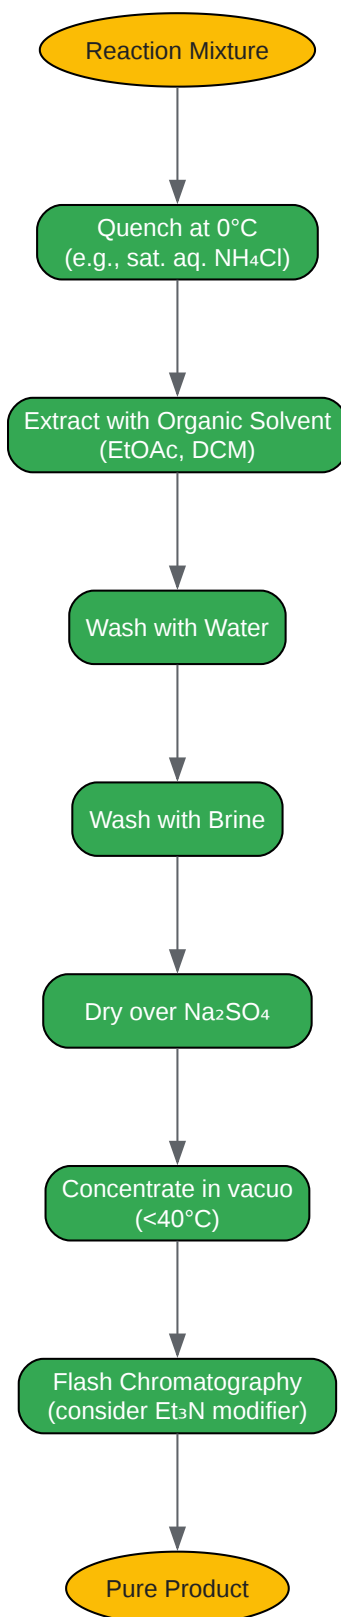 Reaction Mixture
Quench at 0°C
(e.g., sat. aq. NH₄Cl)
Extract with Organic Solvent
(EtOAc, DCM)
Wash with Water
Wash with Brine
Dry over Na₂SO₄
Concentrate in vacuo
(<40°C)
Flash Chromatography
(consider Et₃N modifier)
Pure Product